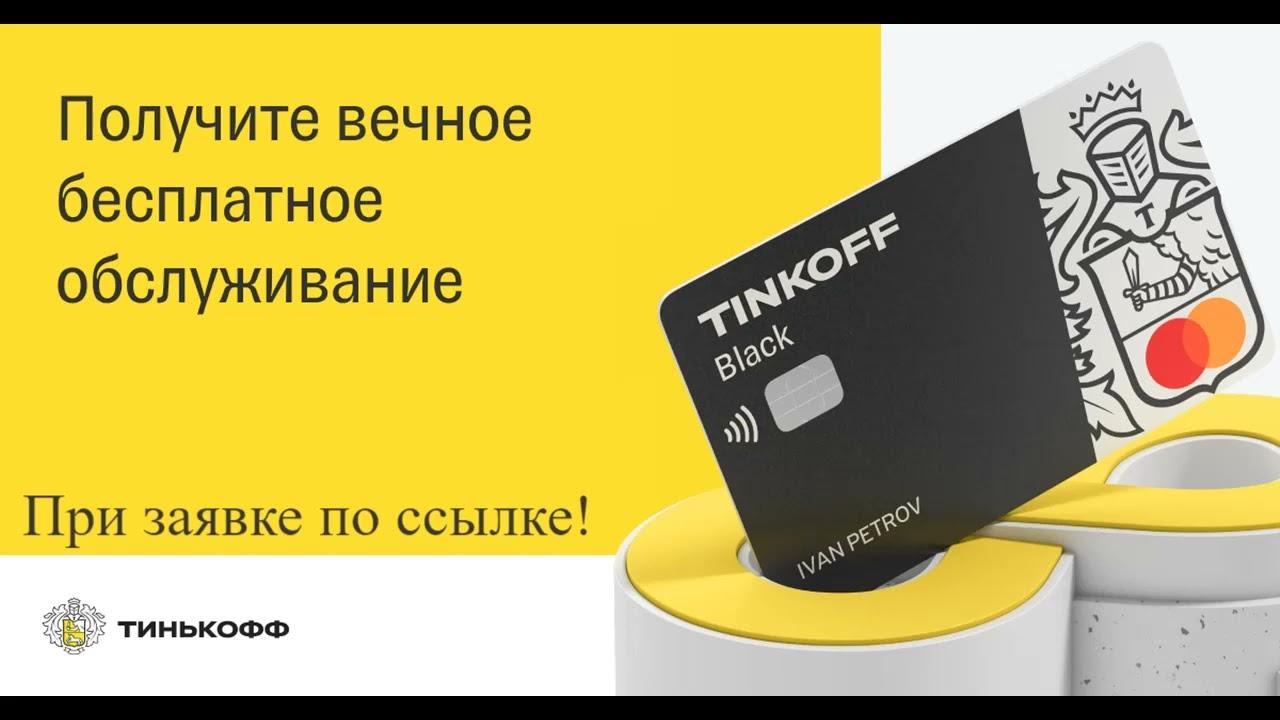 Получите вечное
бесплатное
обслуживание
При заявке по ссылке!
ТИНЬКОФФ
TINKOFF
Black
IVAN PETROV
T